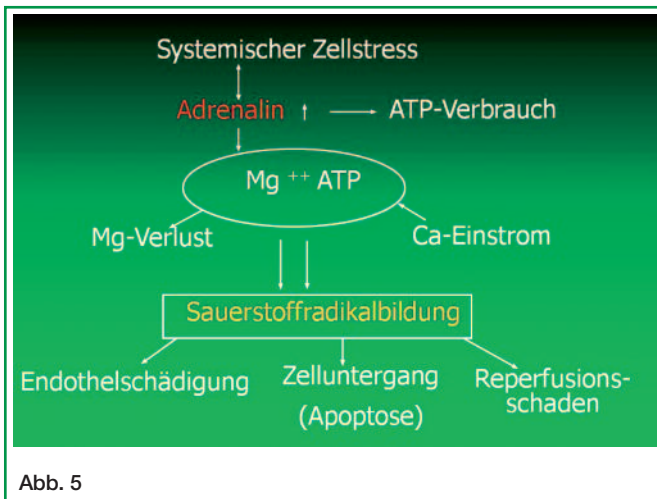 Systemischer Zellstress
Adrenalin ↑ → ATP-Verbrauch
Mg ++ ATP
Mg-Verlust
Ca-Einstrom
Sauerstoffradikalbildung
Endothelschädigung
Zelluntergang
(Apoptose)
Reperfusions-
schaden
Abb. 5